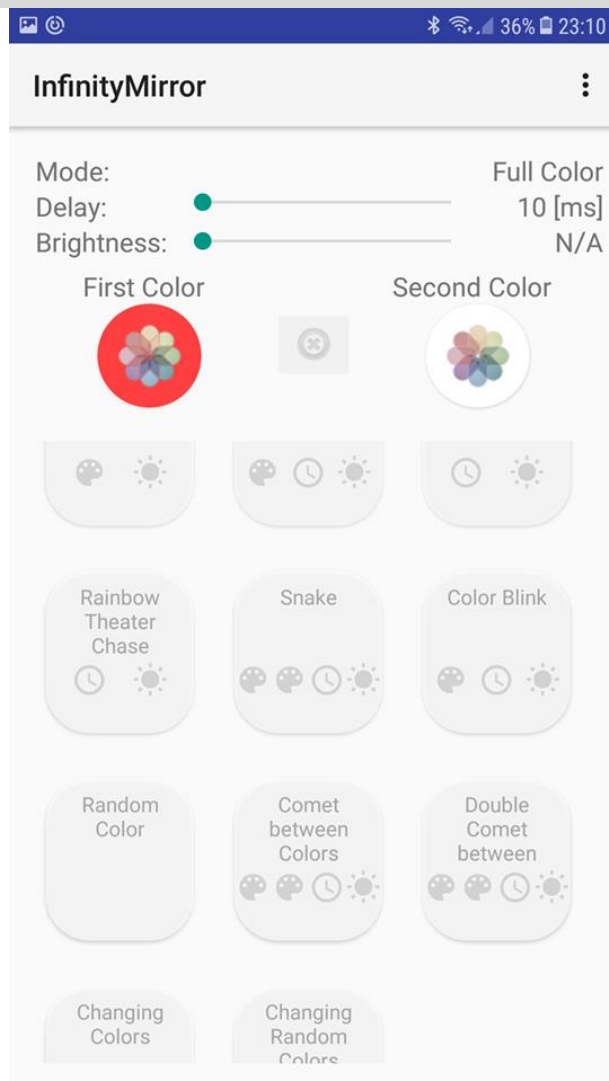 36% 23:10
InfinityMirror
Mode: Full Color
Delay: 10 [ms]
Brightness: N/A
First Color Second Color
Rainbow Snake Color Blink
Theater
Chase
Random Comet Double
Color between Comet
Colors between
Changing Changing
Colors Random
Colors